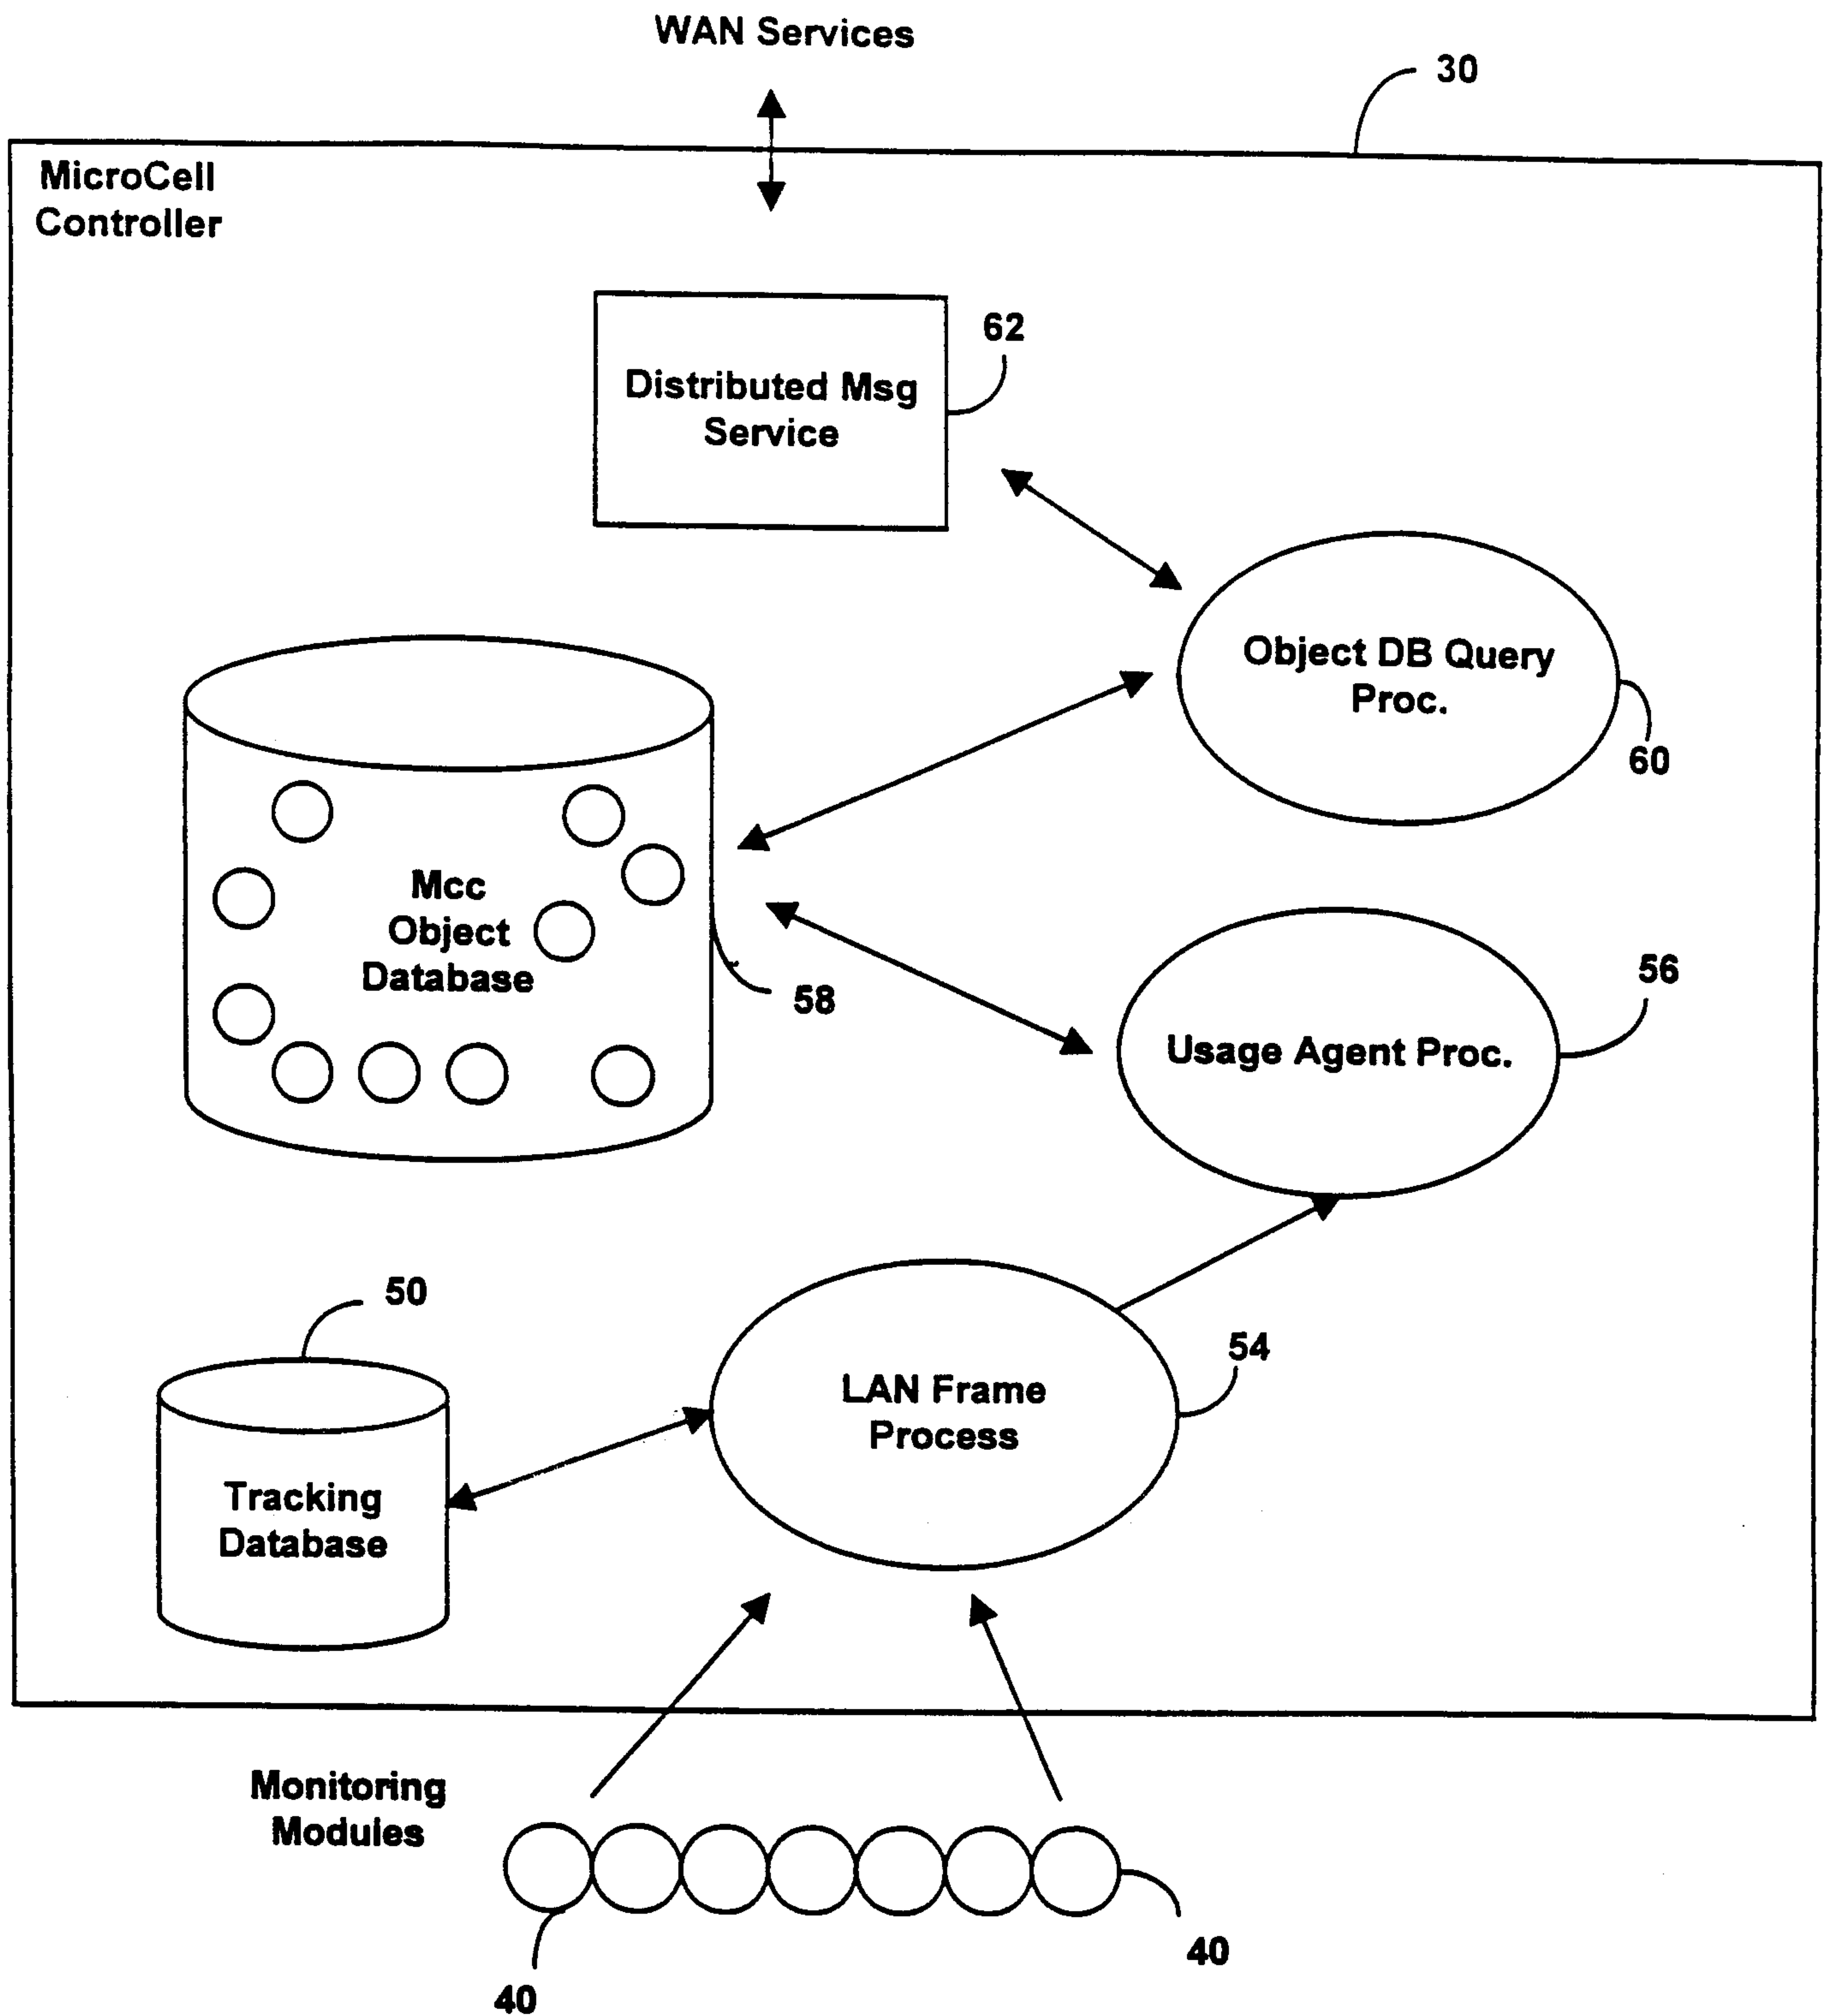 WAN Services
30
MicroCell
Controller
62
Distributed Msg
Service
Object DB Query
Proc.
60
Mcc
Object
Database
58
56
Usage Agent Proc.
50
54
LAN Frame
Process
Tracking
Database
Monitoring
Modules
40
40